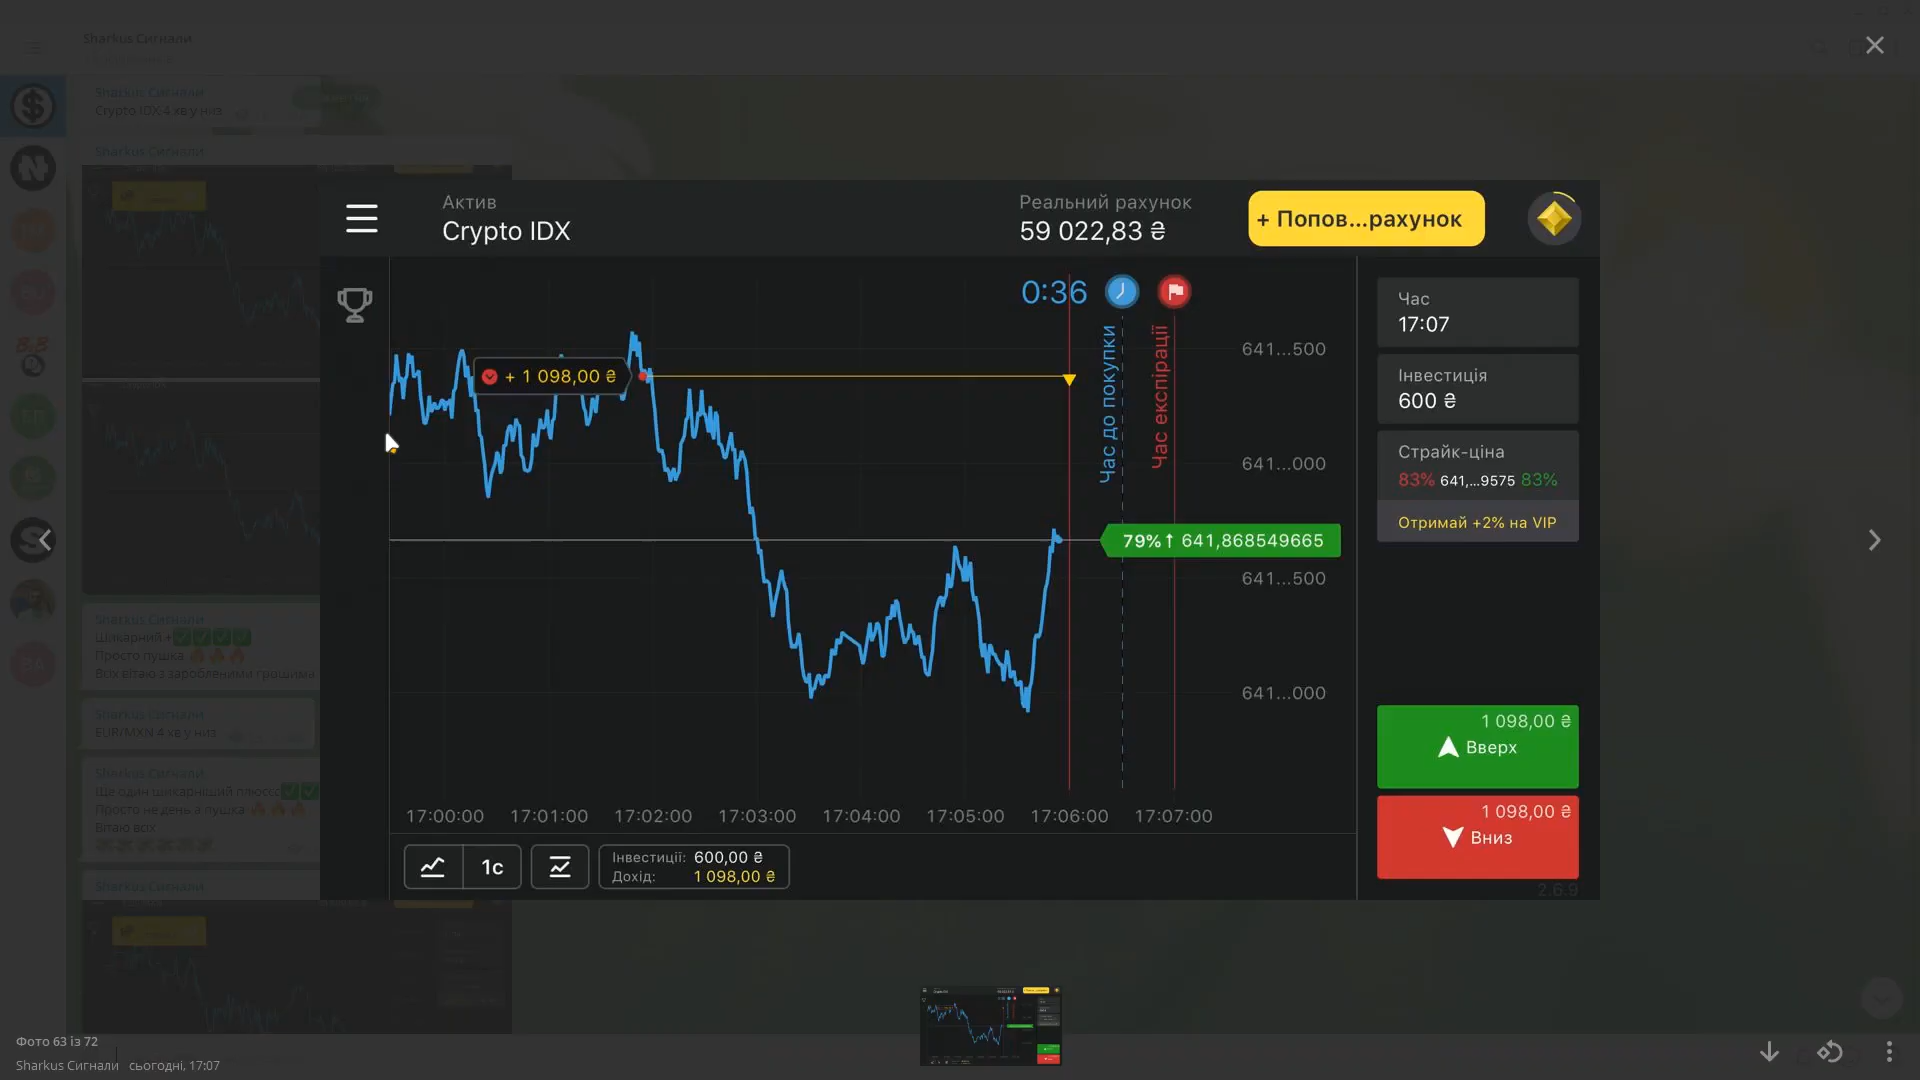 Sharkus Сигнали
Sharkus Сигнали
Crypto IDX 4 хв у низ
Sharkus Сигнали
Актив
Crypto IDX
Реальний рахунок
59 022,83 ₴
+ Попов...рахунок
0:36
Час до покупки
Час експірації
+ 1 098,00 ₴
641...500
641...000
79%↑ 641,868549665
641...500
641...000
Час
17:07
Інвестиція
600 ₴
Страйк-ціна
83% 641,...9575 83%
Отримай +2% на VIP
1 098,00 ₴
Вверх
1 098,00 ₴
Вниз
2.6.9
17:00:00 17:01:00 17:02:00 17:03:00 17:04:00 17:05:00 17:06:00 17:07:00
1с
Інвестиції: 600,00 ₴
Дохід: 1 098,00 ₴
Sharkus Сигнали
Шикарний +
Просто пушка
Всіх вітаю з заробленими грошима
Sharkus Сигнали
EUR/MXN 4 хв у низ
Sharkus Сигнали
Ще один шикарніший плюссс
Просто не день а пушка
Вітаю всіх
Sharkus Сигнали
Фото 63 із 72
Sharkus Сигнали сьогодні, 17:07